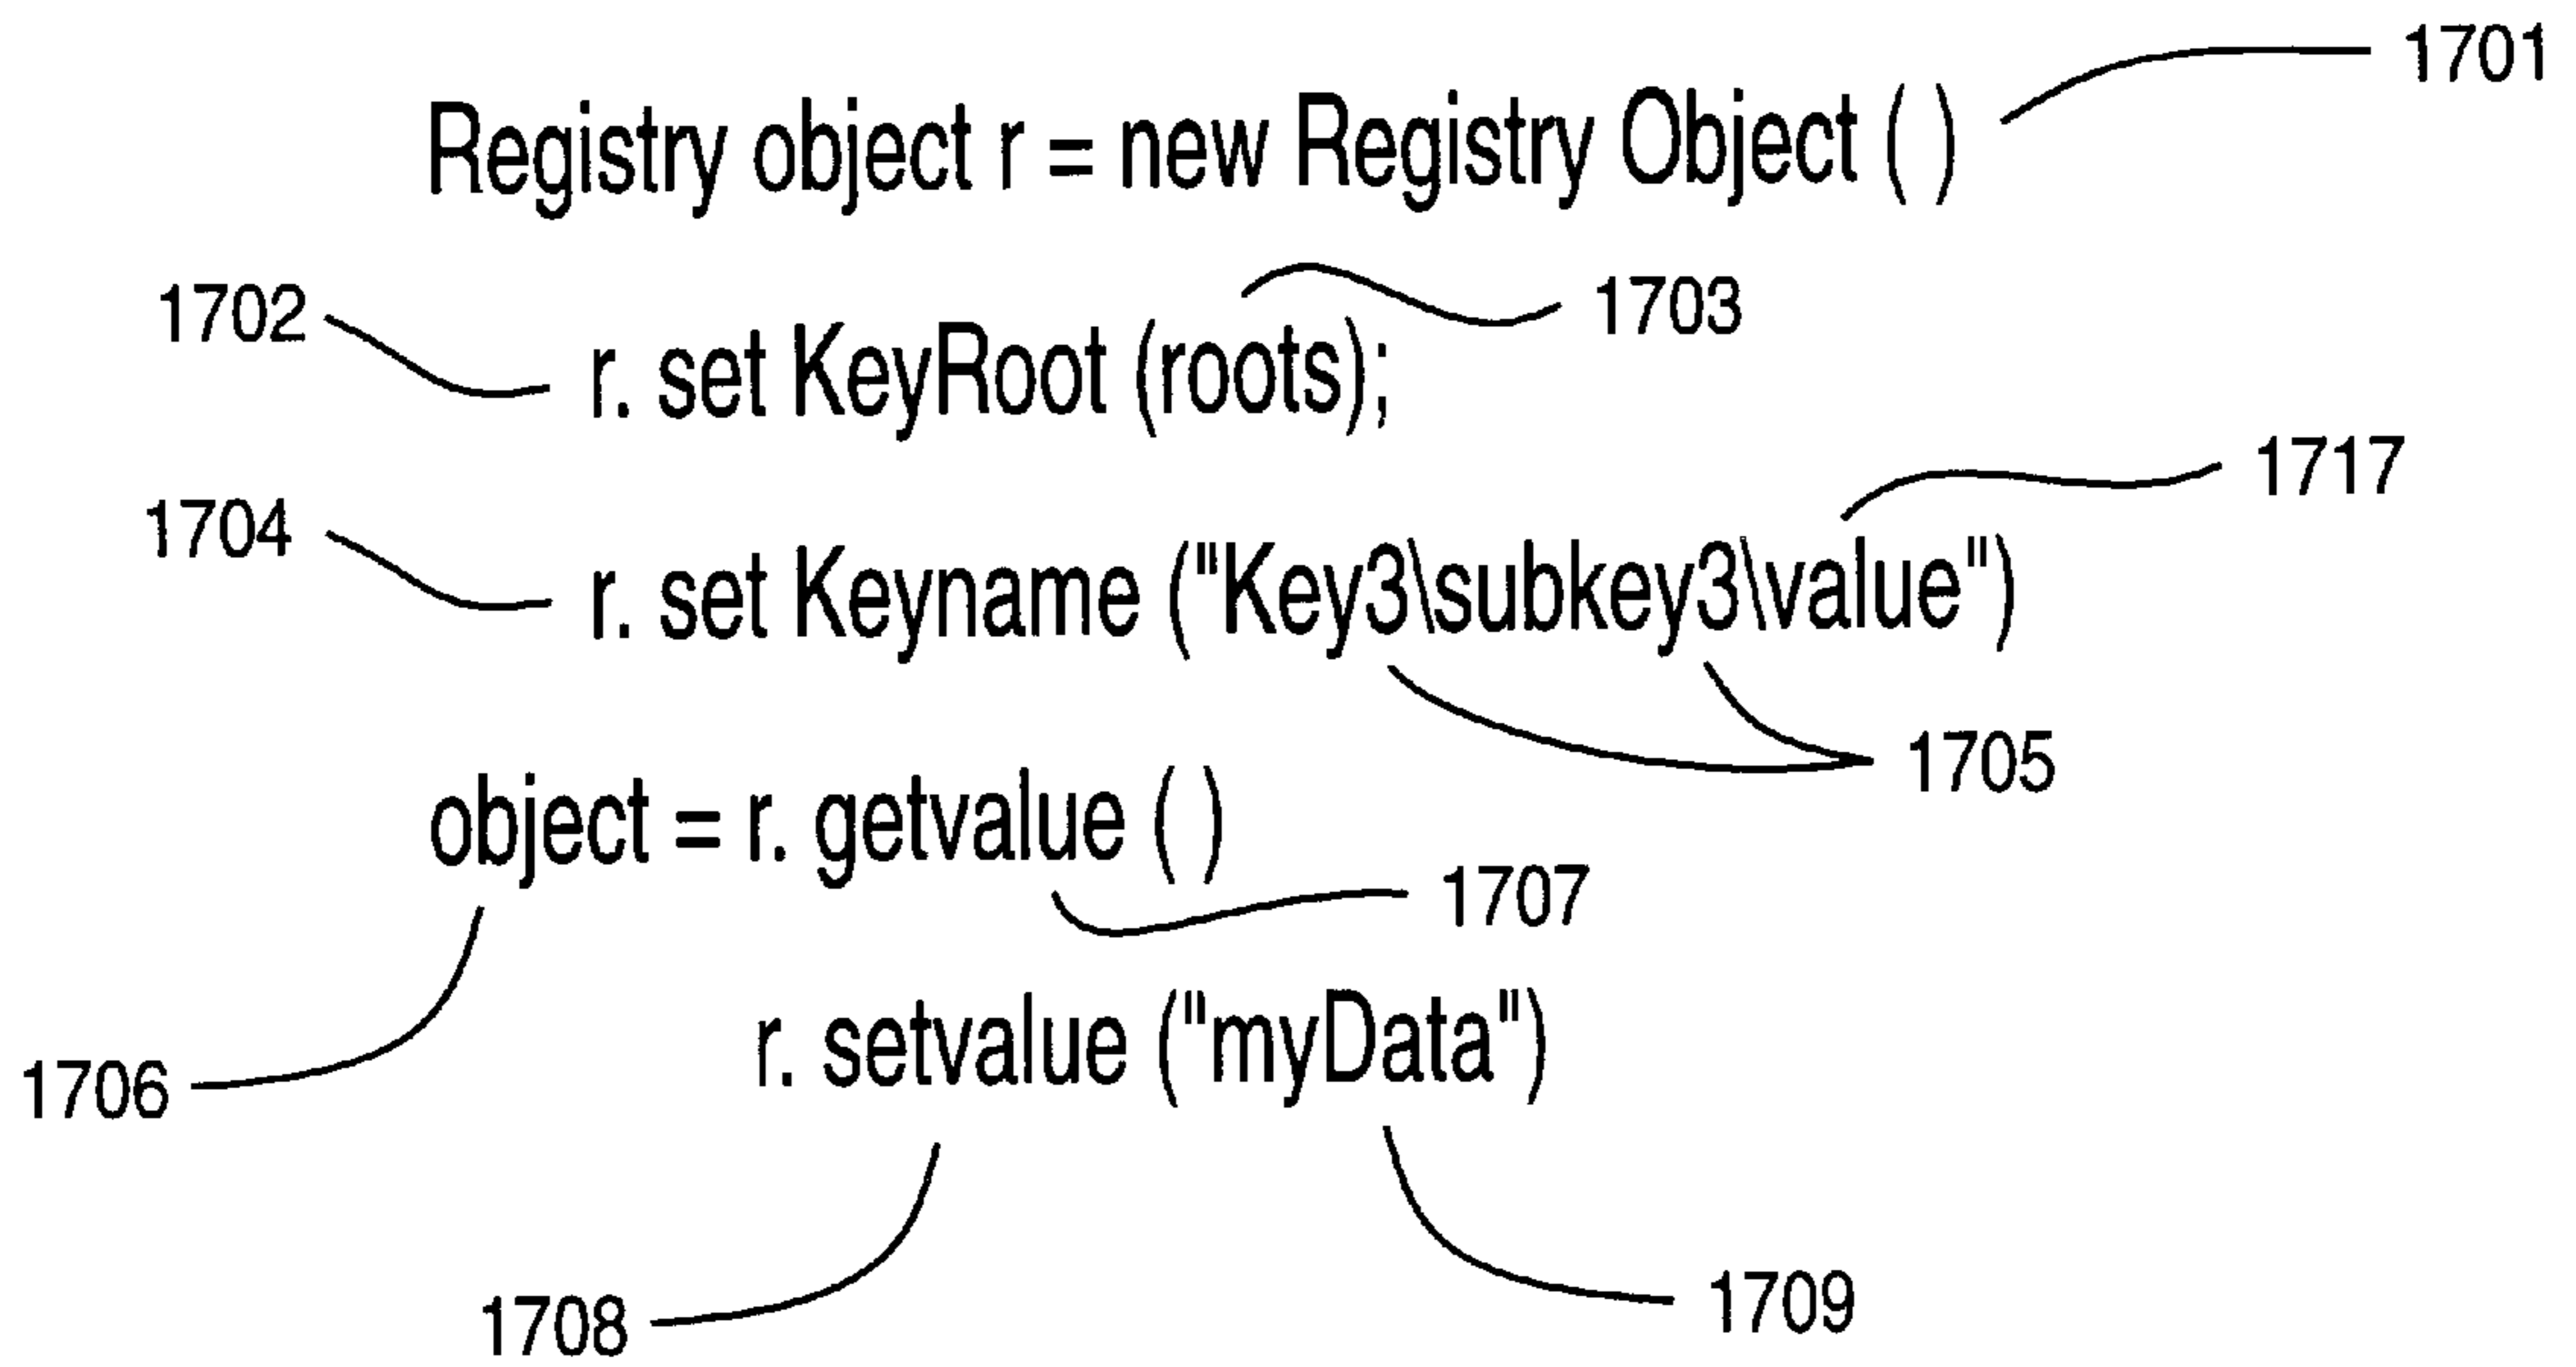 1701
Registry object r = new Registry Object ( )
1702
1703
r. set KeyRoot (roots);
1717
1704
r. set Keyname ("Key3\subkey3\value")
1705
object = r. getvalue ( )
1707
r. setvalue ("myData")
1706
1709
1708